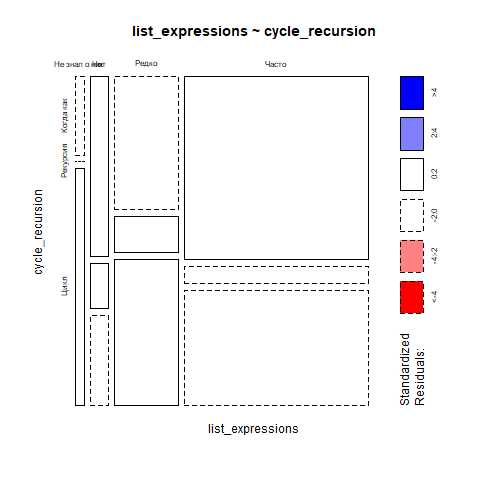 list_expressions ~ cycle_recursion
Не знал о них
Нет
Редко
Часто
Когда как
Рекурсия
Цикл
cycle_recursion
list_expressions
>4
2:4
0:2
-2:0
-4:-2
<-4
Standardized
Residuals: